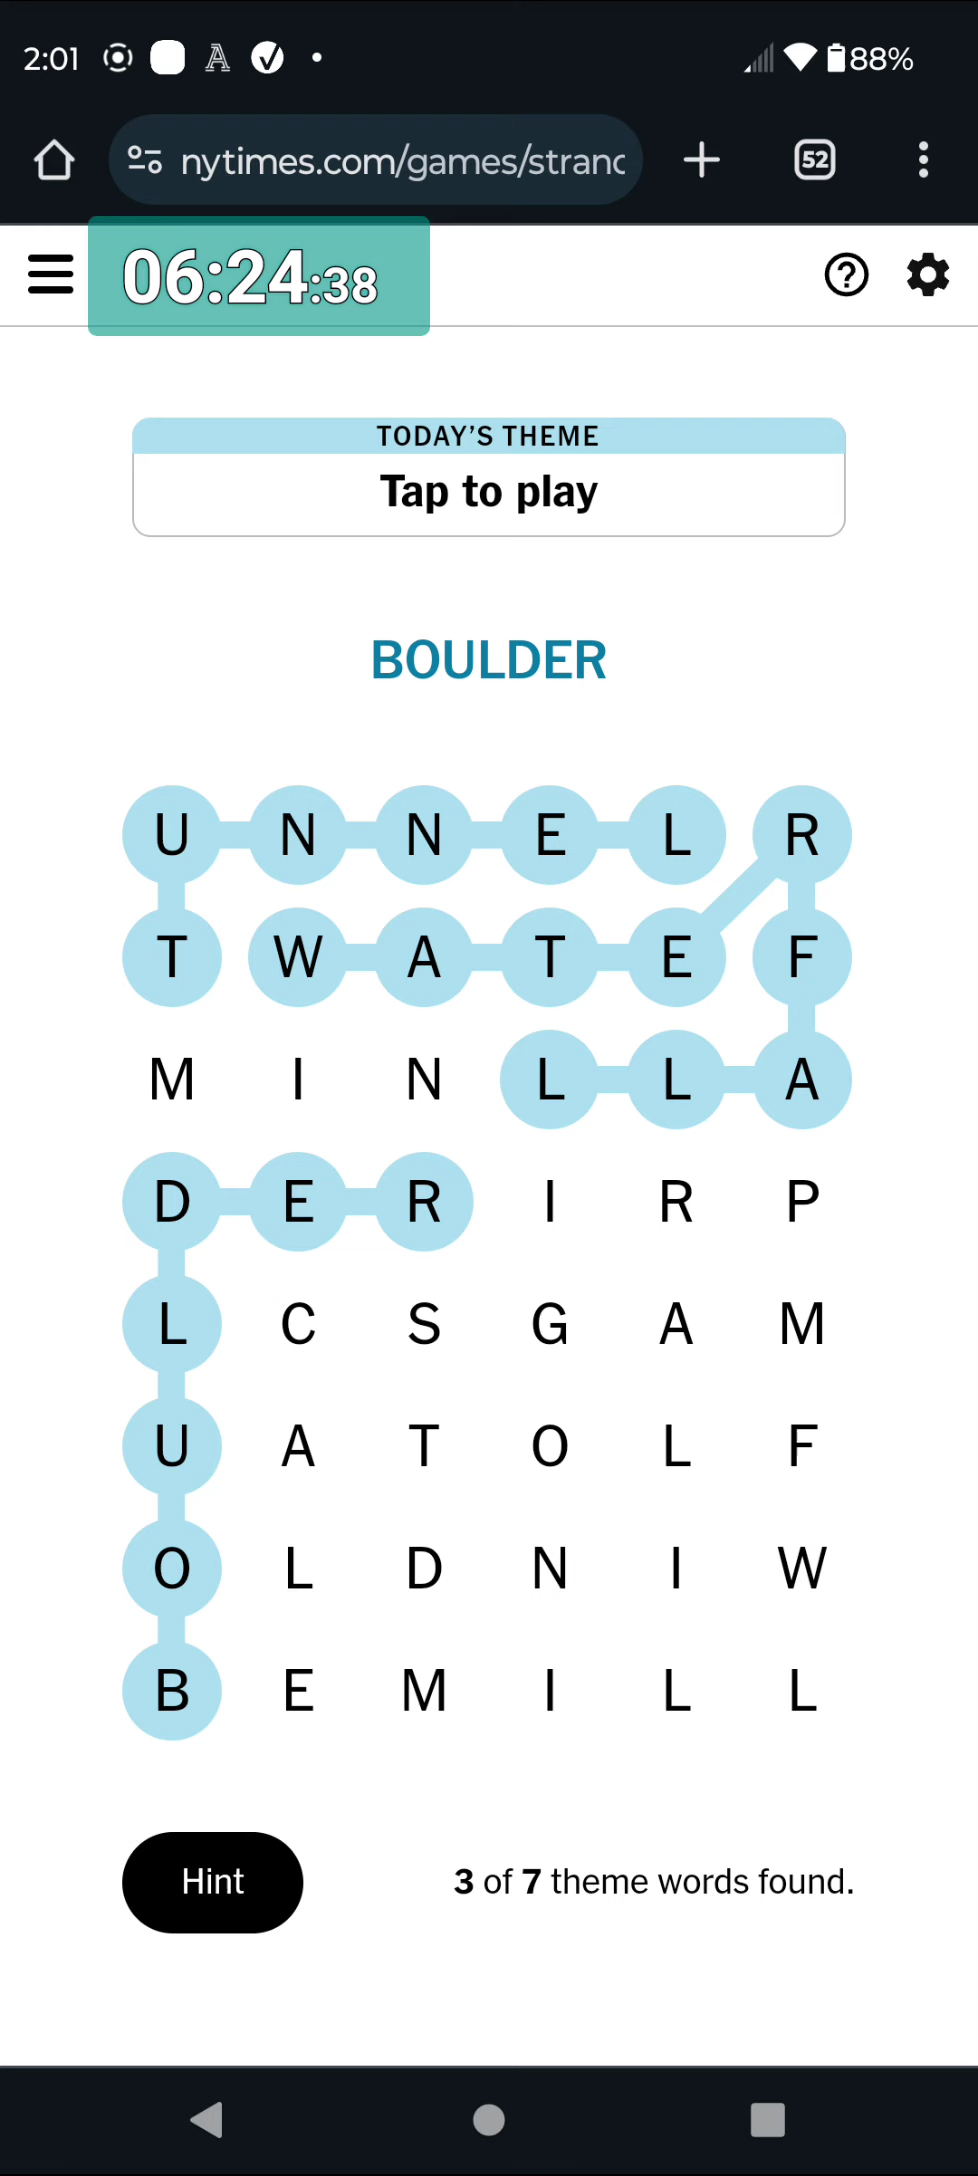 2:01 88%
nytimes.com/games/stranc 52
06:24:38
TODAY'S THEME
Tap to play
BOULDER
U N N E L R
T W A T E F
M I N L L A
D E R I R P
L C S G A M
U A T O L F
O L D N I W
B E M I L L
Hint 3 of 7 theme words found.